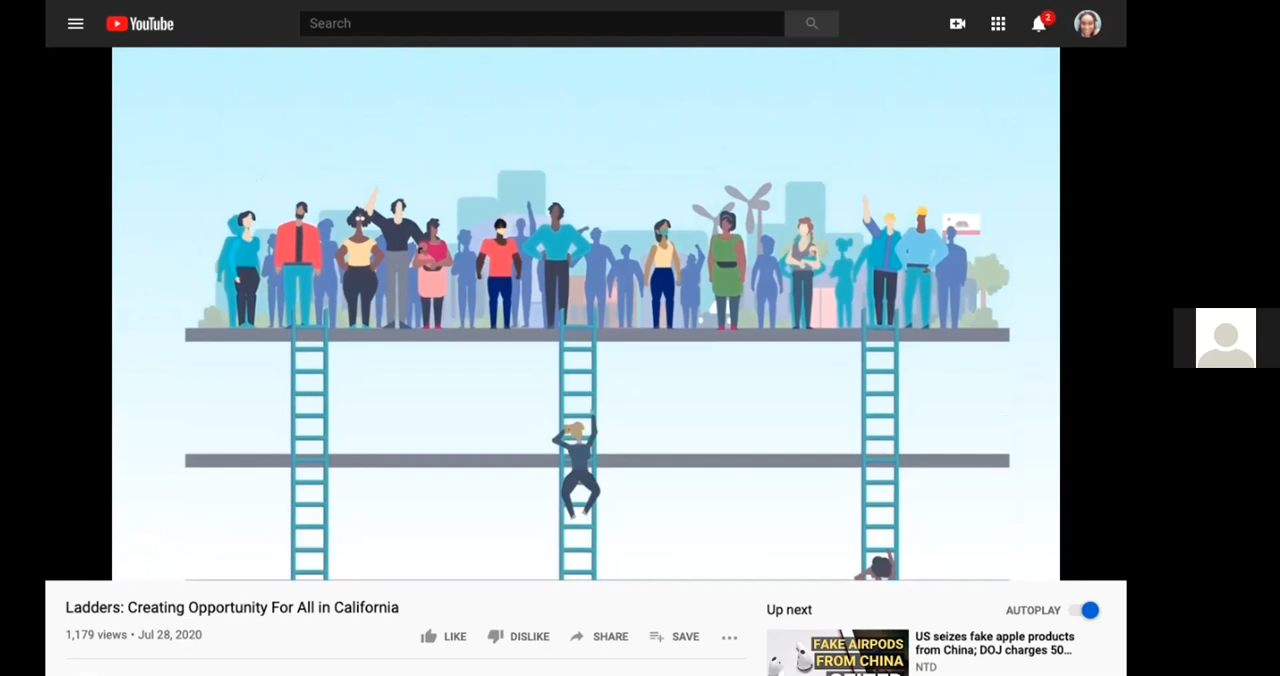 YouTube
Search
2
Ladders: Creating Opportunity For All in California
1,179 views • Jul 28, 2020
LIKE
DISLIKE
SHARE
SAVE
Up next
AUTOPLAY
FAKE AIRPODS
FROM CHINA
US seizes fake apple products
from China; DOJ charges 50...
NTD